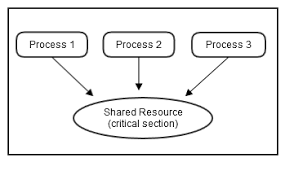 Process 1
Process 2
Process 3
Shared Resource
(critical section)